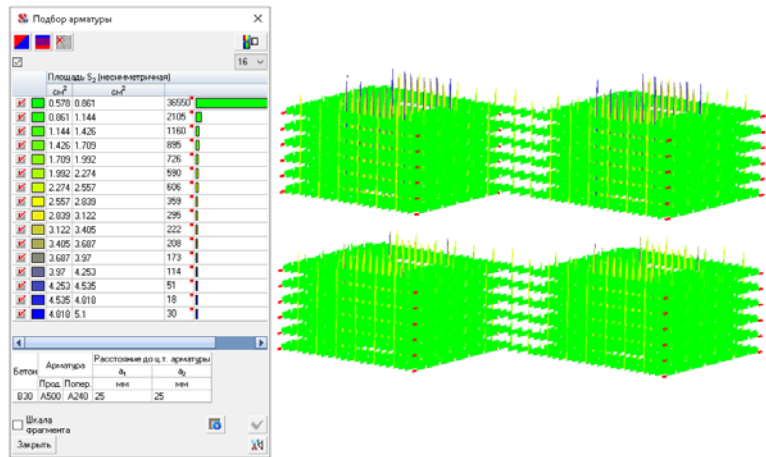 Подбор арматуры
16
Площадь S2 (несимметричная)
см2 см2
0.578 0.861 36550
0.861 1.144 2105
1.144 1.426 1160
1.426 1.709 895
1.709 1.992 726
1.992 2.274 590
2.274 2.557 606
2.557 2.839 359
2.839 3.122 295
3.122 3.405 222
3.405 3.687 208
3.687 3.97 173
3.97 4.253 114
4.253 4.535 51
4.535 4.818 18
4.818 5.1 30
Бетон Арматура Расстояние до ц.т. арматуры
a1 a2
Прод. Попер. мм мм
B30 A500 A240 25 25
Шкала
фрагмента
Закрыть